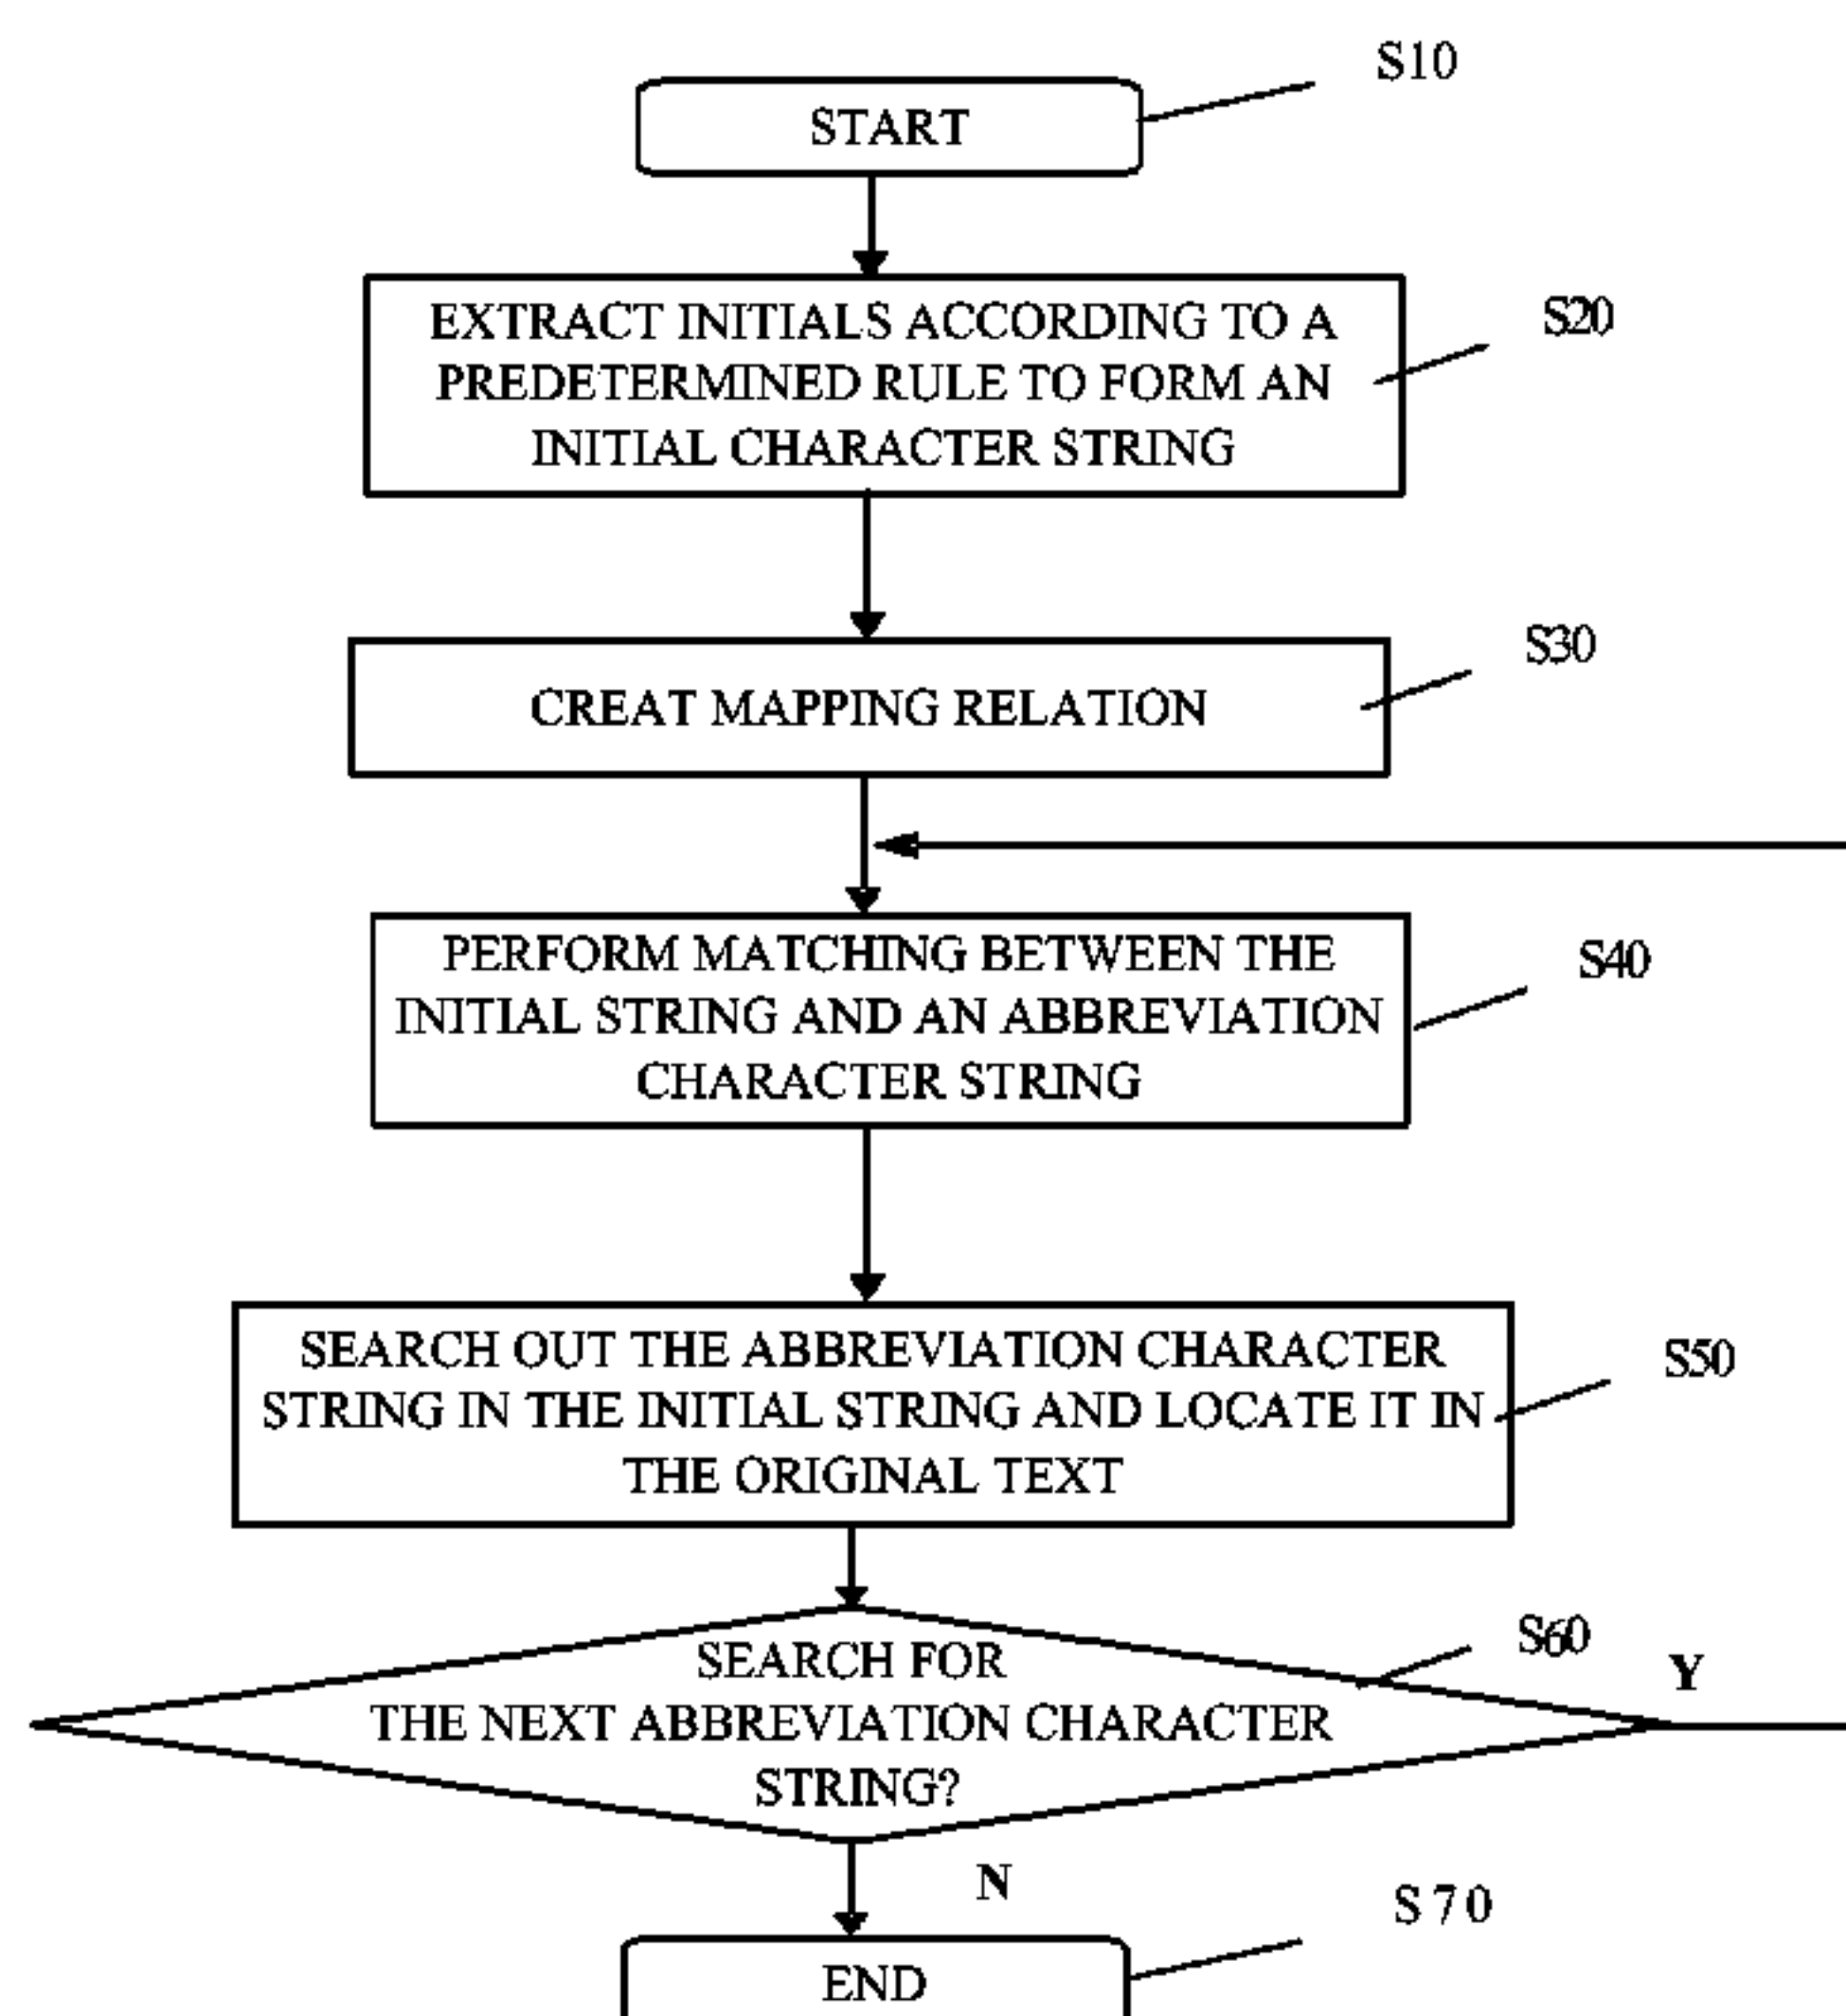 S10
START
EXTRACT INITIALS ACCORDING TO A
PREDETERMINED RULE TO FORM AN
INITIAL CHARACTER STRING
S20
S30
CREAT MAPPING RELATION
PERFORM MATCHING BETWEEN THE
INITIAL STRING AND AN ABBREVIATION
CHARACTER STRING
S40
SEARCH OUT THE ABBREVIATION CHARACTER
STRING IN THE INITIAL STRING AND LOCATE IT IN
THE ORIGINAL TEXT
S50
S60
SEARCH FOR
THE NEXT ABBREVIATION CHARACTER
STRING?
Y
N
S 7 0
END